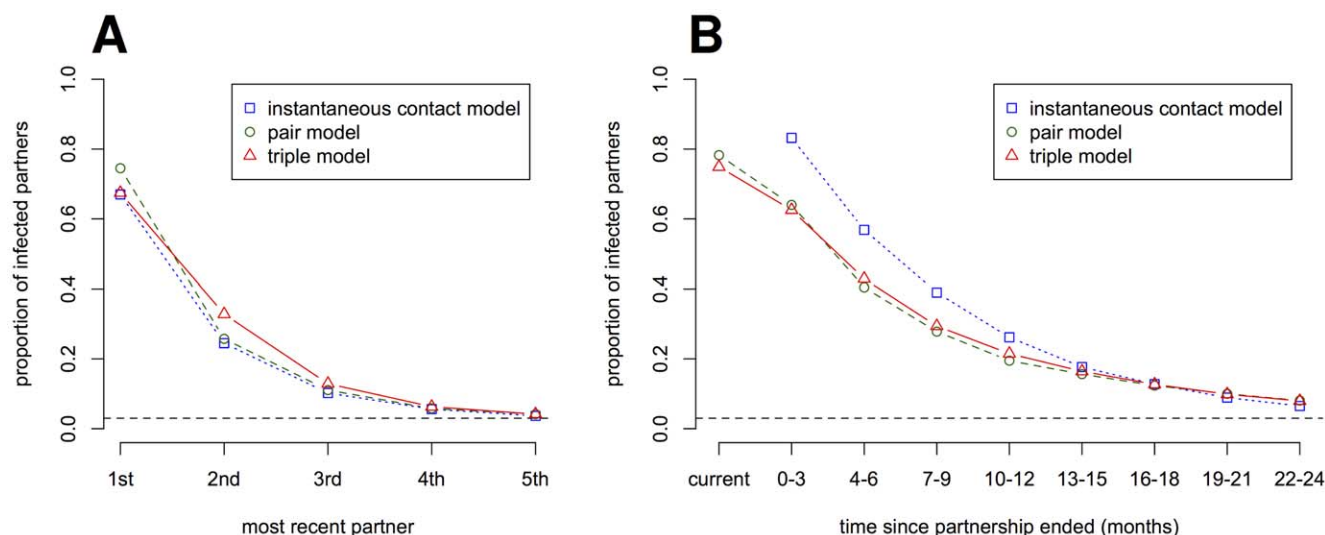 A
proportion of infected partners
1.0
0.8
0.6
0.4
0.2
0.0
instantaneous contact model
pair model
triple model
1st 2nd 3rd 4th 5th
most recent partner
B
proportion of infected partners
1.0
0.8
0.6
0.4
0.2
0.0
instantaneous contact model
pair model
triple model
current 0-3 4-6 7-9 10-12 13-15 16-18 19-21 22-24
time since partnership ended (months)